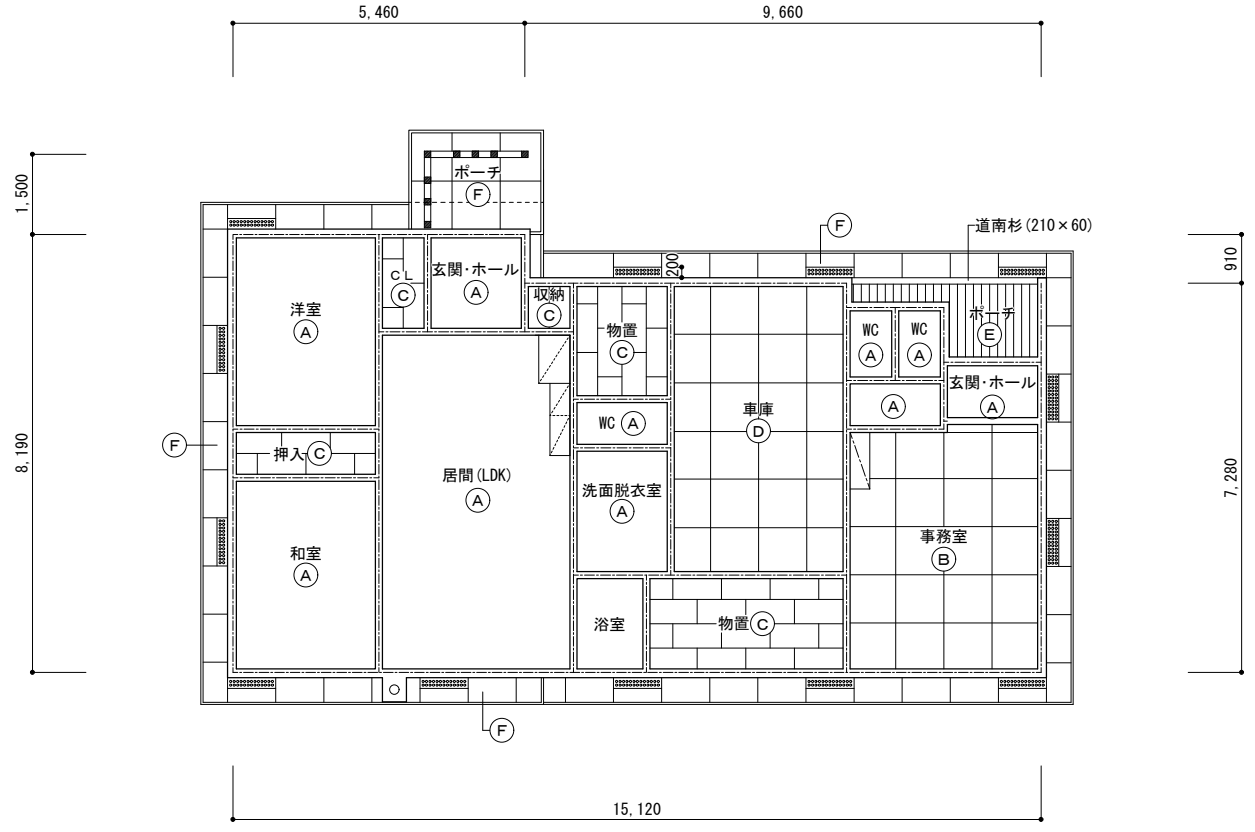 5,460
9,660
1,500
ポーチ
F
F
道南杉(210×60)
910
200
洋室
A
CL
C
玄関・ホール
A
収納
C
物置
C
WC
A
WC
A
ポーチ
E
玄関・ホール
A
A
車庫
D
WC A
8,190
F
押入 C
居間(LDK)
A
洗面脱衣室
A
7,280
事務室
B
和室
A
浴室
物置 C
F
15,120